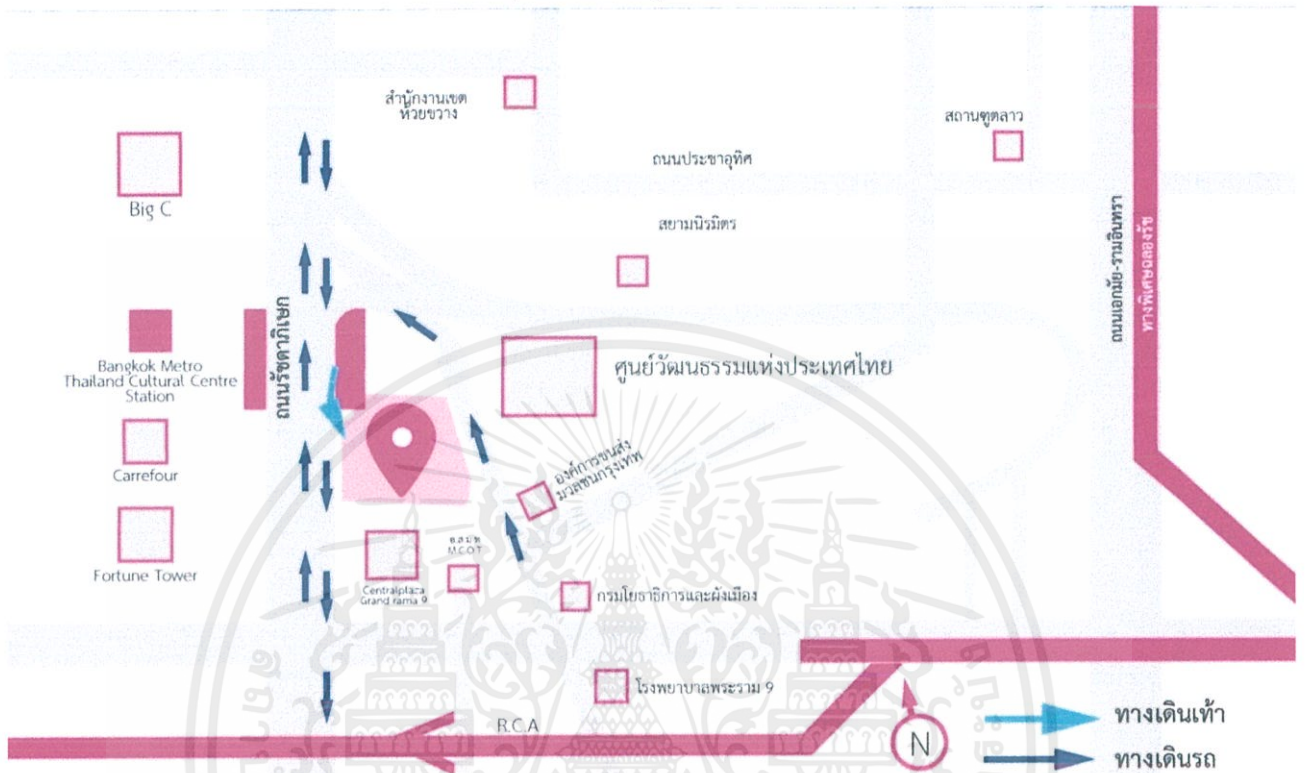 สำนักงานเขต
ห้วยขวาง
สถานฑูตลาว
ถนนประชาอุทิศ
Big C
สยามนิรมิตร
ถนนเอกมัย-รามอินทรา
ทางพิเศษฉลองรัช
ถนนรัชดาภิเษก
Bangkok Metro
Thailand Cultural Centre
Station
ศูนย์วัฒนธรรมแห่งประเทศไทย
Carrefour
องค์การขนส่ง
มวลชนกรุงเทพ
Fortune Tower
อ.ส.ม.ท
M.C.O.T
Centralplaza
Grand rama 9
กรมโยธาธิการและผังเมือง
โรงพยาบาลพระราม 9
R.C.A
N
ทางเดินเท้า
ทางเดินรถ